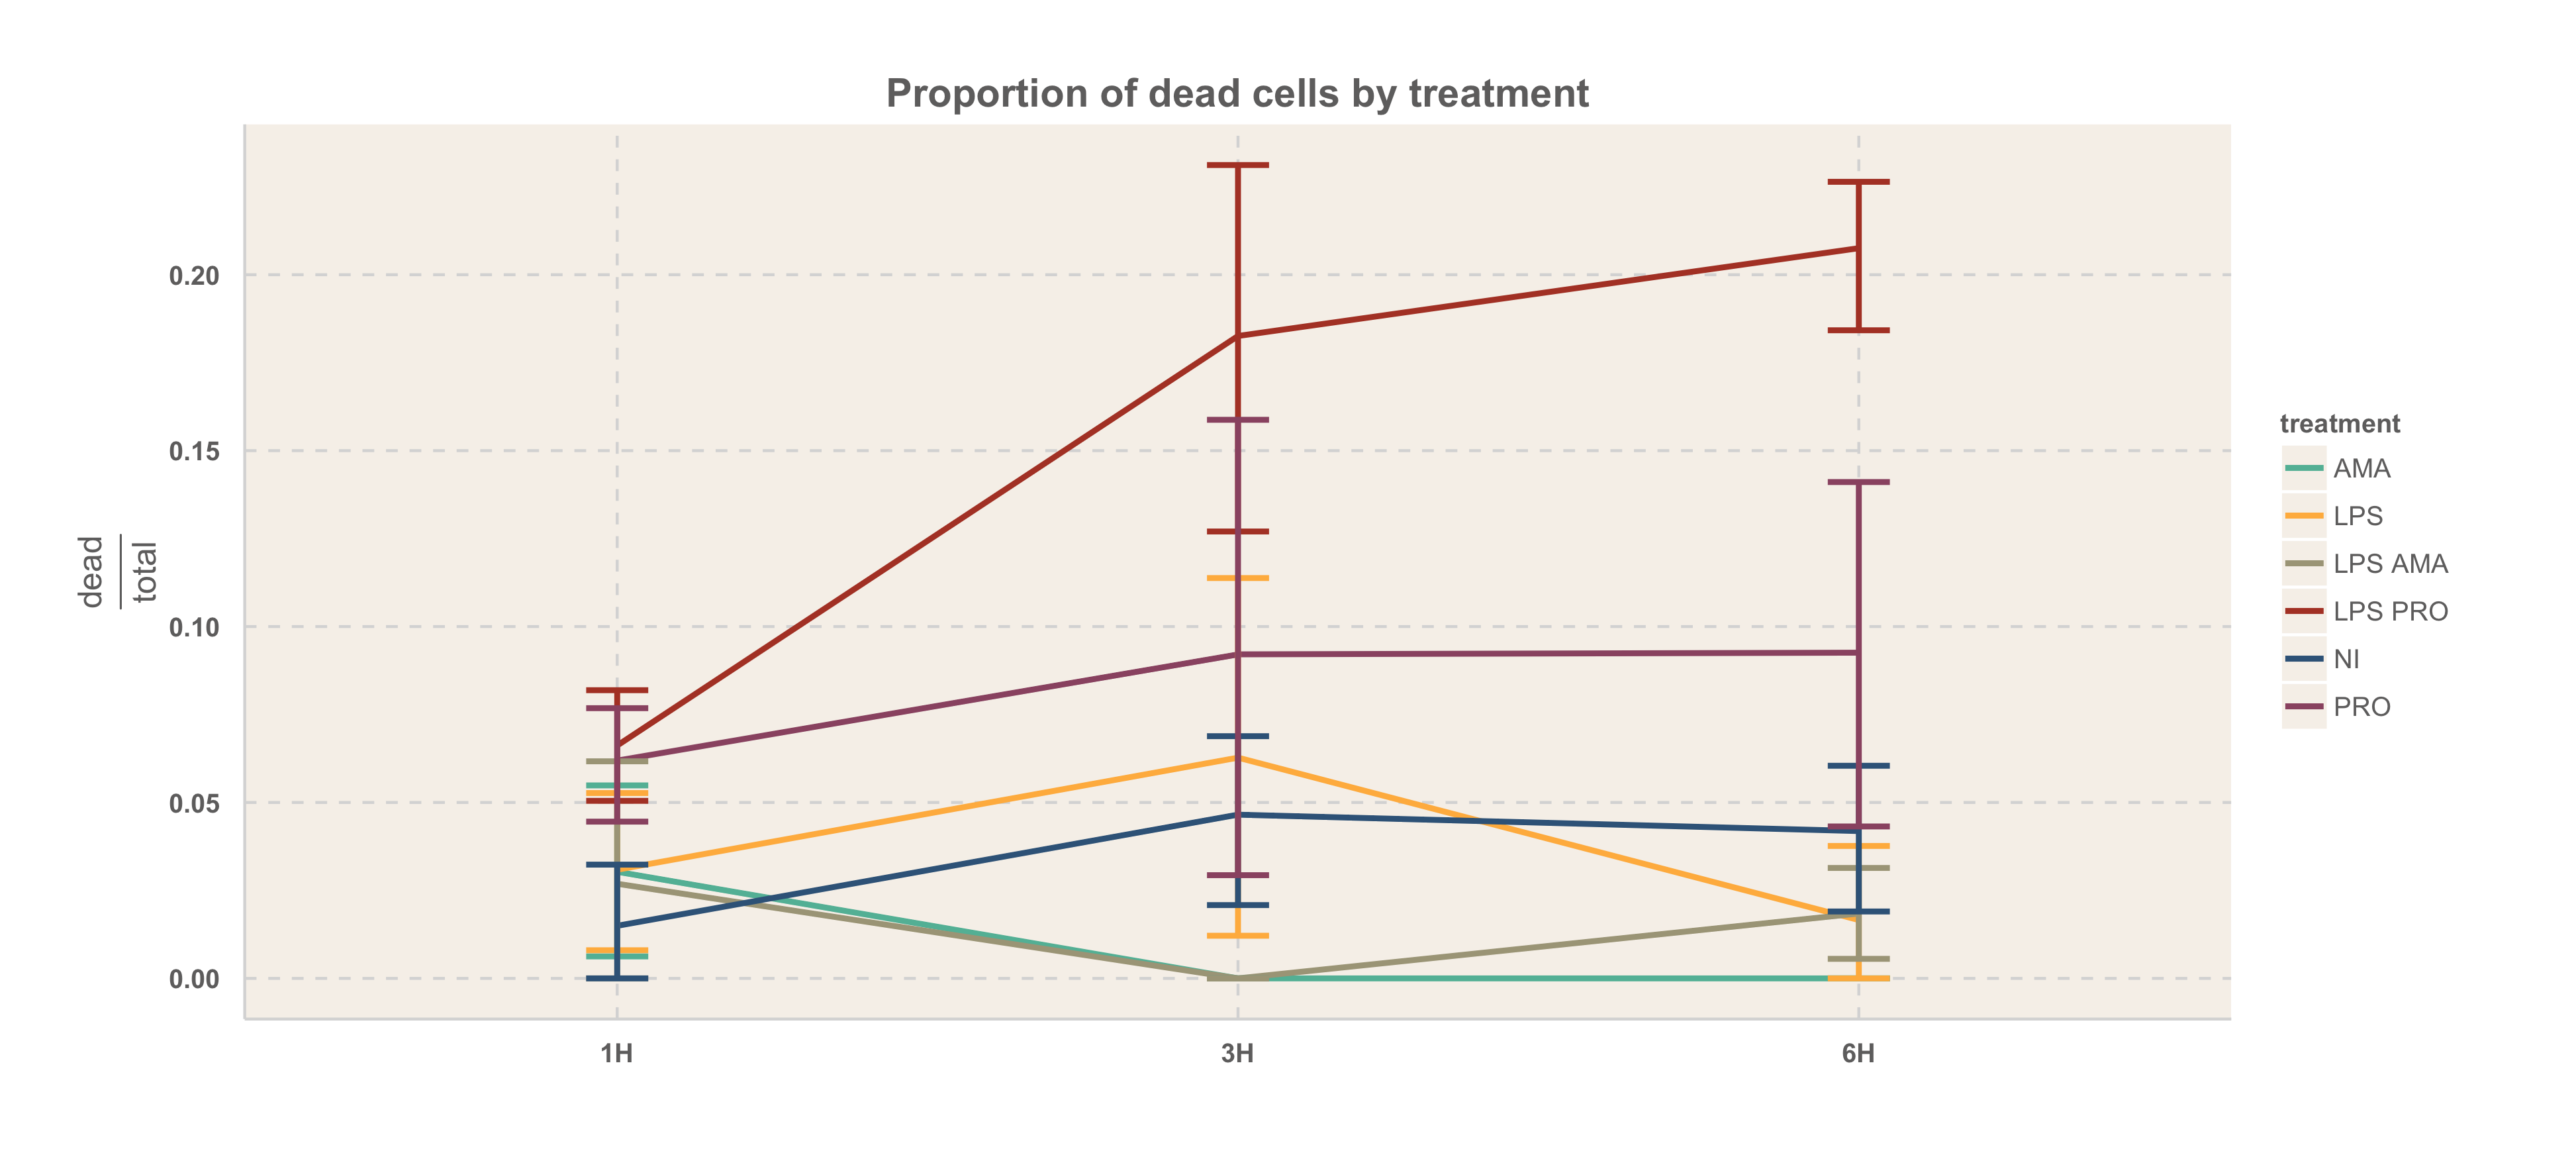 Proportion of dead cells by treatment
0.20
0.15
0.10
0.05
0.00
dead
total
1H
3H
6H
treatment
AMA
LPS
LPS AMA
LPS PRO
NI
PRO